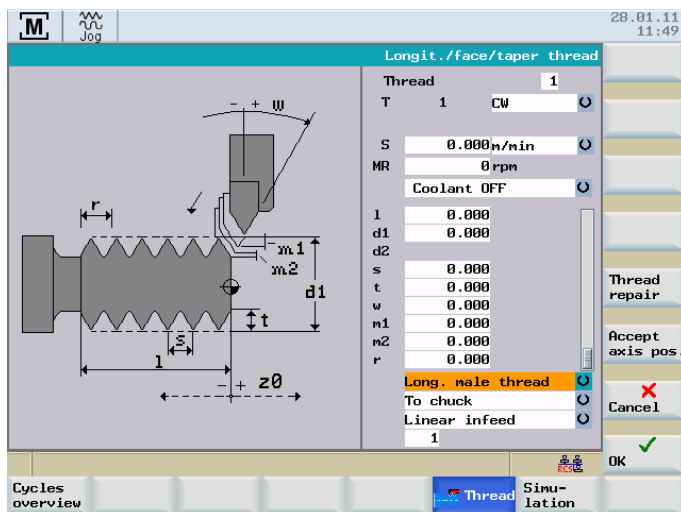 M
Jog
28.01.11
11:49
Longit./face/taper thread
Thread 1
T 1 CW
S 0.000 m/min
MR 0 rpm
Coolant OFF
l 0.000
d1 0.000
d2
s 0.000
t 0.000
w 0.000
m1 0.000
m2 0.000
r 0.000
Long. male thread
To chuck
Linear infeed
1
- + w
r
m1
m2
d1
t
s
l
- + z0
Thread
repair
Accept
axis pos.
Cancel
OK
RCS
Cycles
overview
Thread
Simu-
lation